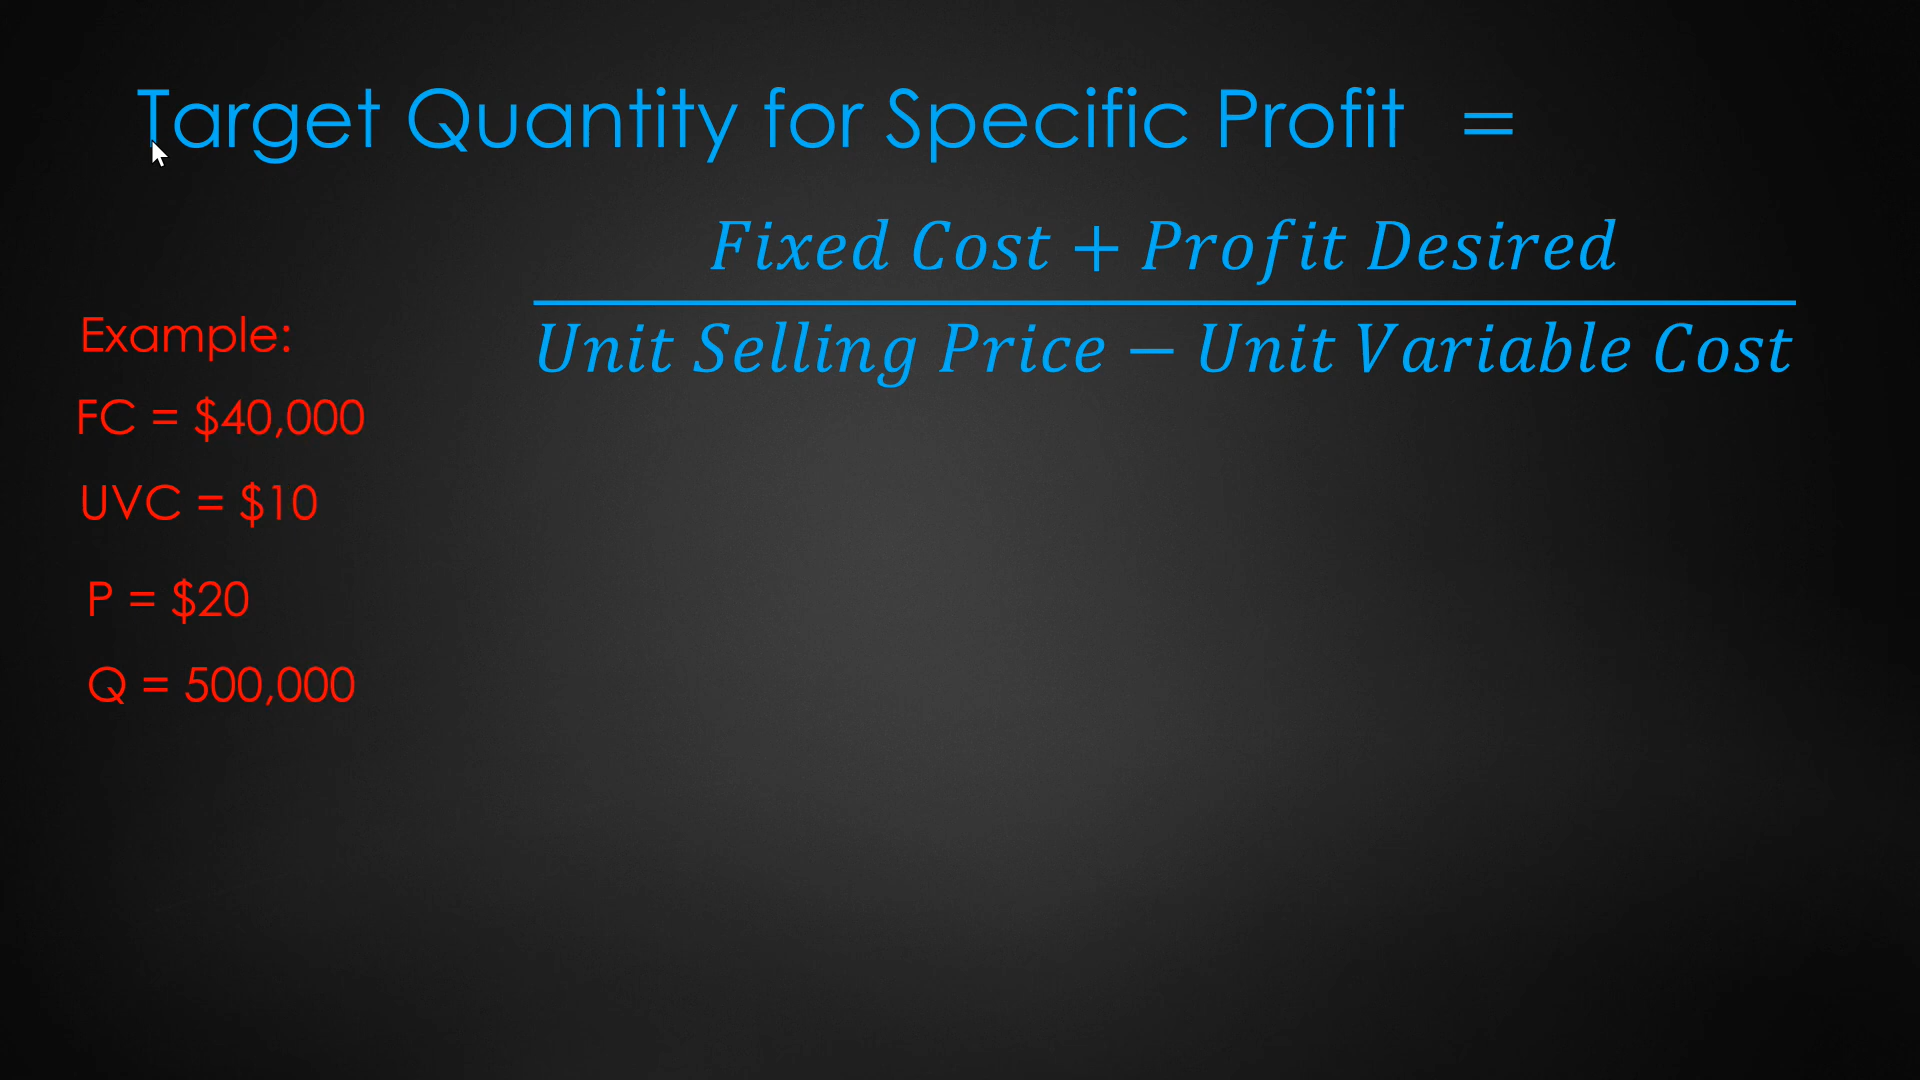 Target Quantity for Specific Profit =
Fixed Cost + Profit Desired
Unit Selling Price − Unit Variable Cost
Example:
FC = $40,000
UVC = $10
P = $20
Q = 500,000